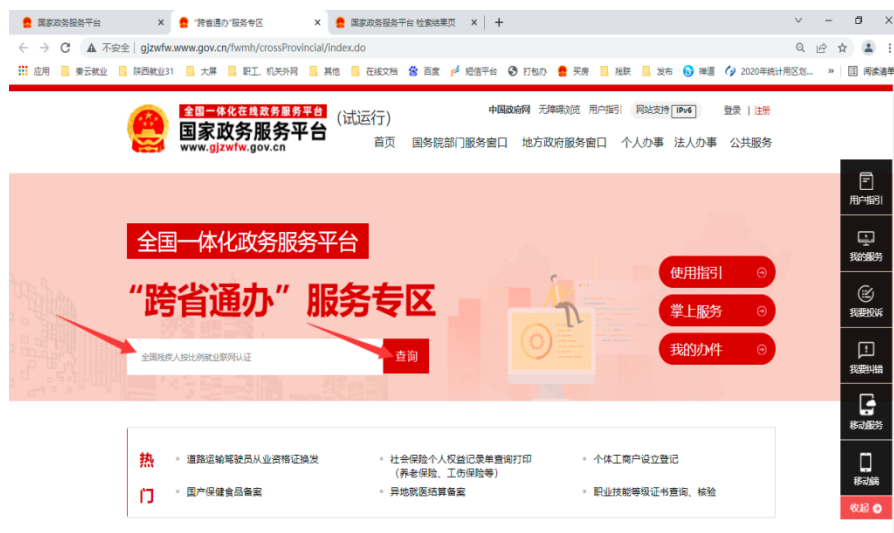 国家政务服务平台
“跨省通办”服务专区
国家政务服务平台 检索结果页
不安全 gjzwfw.www.gov.cn/fwmh/crossProvincial/index.do
应用 秦云就业 陕西就业31 大屏 职工、机关外网 其他 在线文档 百度 短信平台 打包办 买房 残联 发布 禅道 2020年统计用区划... » 阅读清单
全国一体化在线政务服务平台
国家政务服务平台
www.gjzwfw.gov.cn
(试运行)
中国政府网 无障碍浏览 用户指引 网站支持 IPv6 登录 | 注册
首页 国务院部门服务窗口 地方政府服务窗口 个人办事 法人办事 公共服务
全国一体化政务服务平台
“跨省通办”服务专区
全国残疾人按比例就业联网认证
查询
使用指引
掌上服务
我的办件
用户指引
我的服务
我要投诉
我要纠错
移动服务
移动端
收起
热门
道路运输驾驶员从业资格证换发
社会保险个人权益记录单查询打印
(养老保险、工伤保险等)
个体工商户设立登记
国产保健食品备案
异地就医结算备案
职业技能等级证书查询、核验